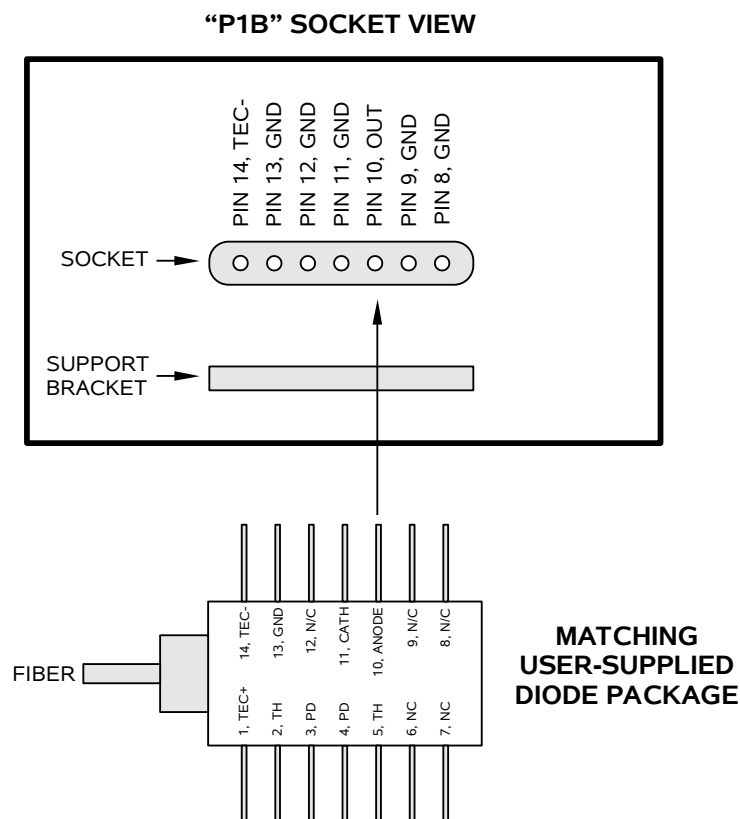 “P1B” SOCKET VIEW
PIN 14, TEC-
PIN 13, GND
PIN 12, GND
PIN 11, GND
PIN 10, OUT
PIN 9, GND
PIN 8, GND
SOCKET
SUPPORT
BRACKET
14, TEC-
13, GND
12, N/C
11, CATH
10, ANODE
9, N/C
8, N/C
FIBER
1, TEC+
2, TH
3, PD
4, PD
5, TH
6, NC
7, NC
MATCHING
USER-SUPPLIED
DIODE PACKAGE